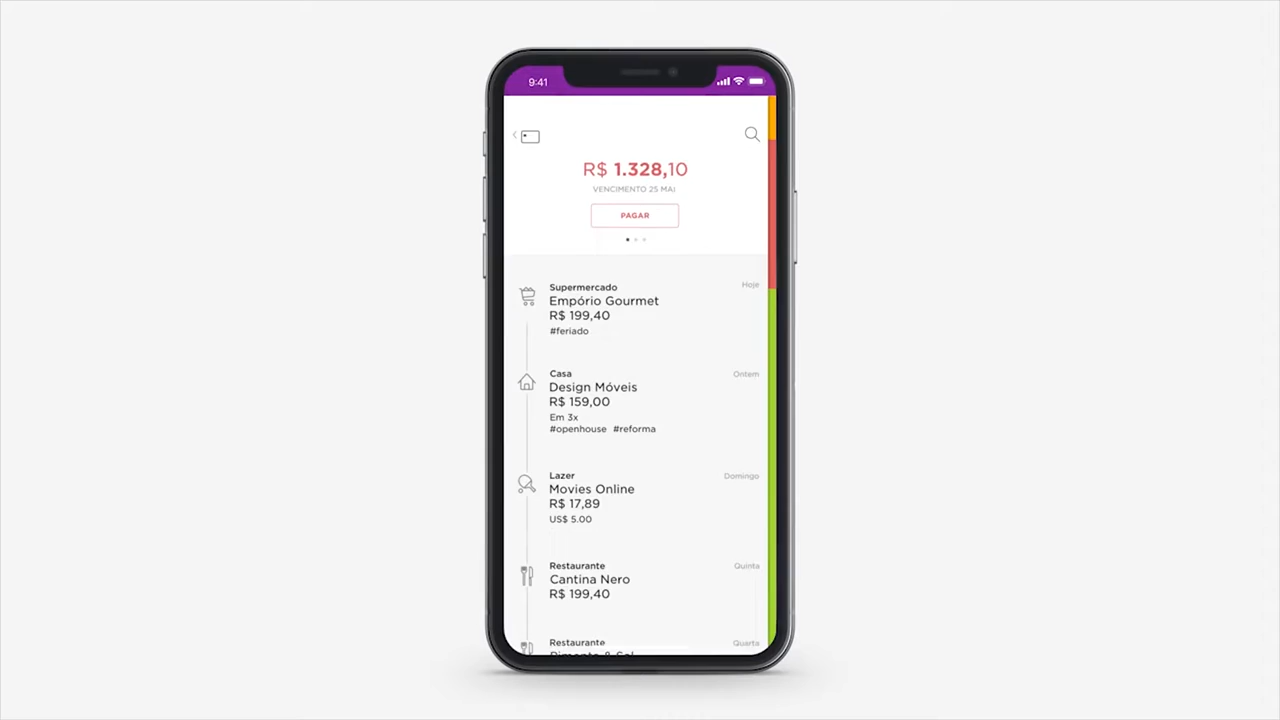 9:41
R$ 1.328,10
VENCIMENTO 25 MAI
PAGAR
Supermercado
Hoje
Empório Gourmet
R$ 199,40
#feriado
Casa
Ontem
Design Móveis
R$ 159,00
Em 3x
#openhouse #reforma
Lazer
Domingo
Movies Online
R$ 17,89
US$ 5.00
Restaurante
Quinta
Cantina Nero
R$ 199,40
Restaurante
Quarta